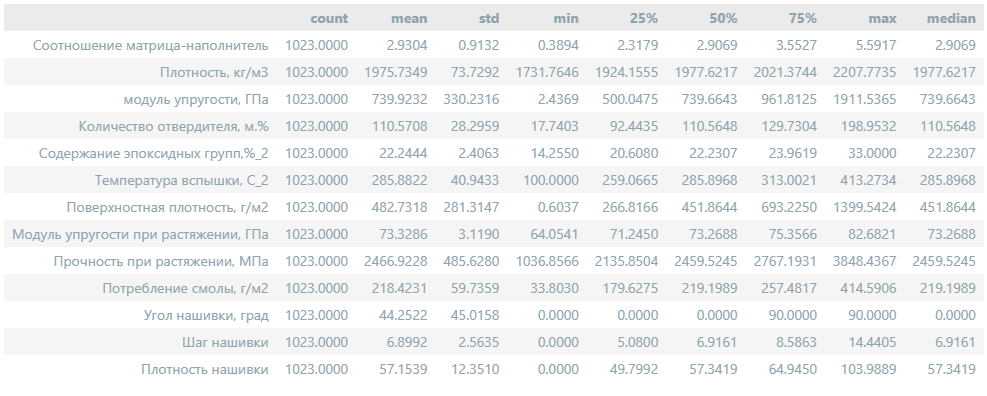 count mean std min 25% 50% 75% max median
Соотношение матрица-наполнитель 1023.0000 2.9304 0.9132 0.3894 2.3179 2.9069 3.5527 5.5917 2.9069
Плотность, кг/м3 1023.0000 1975.7349 73.7292 1731.7646 1924.1555 1977.6217 2021.3744 2207.7735 1977.6217
модуль упругости, ГПа 1023.0000 739.9232 330.2316 2.4369 500.0475 739.6643 961.8125 1911.5365 739.6643
Количество отвердителя, м.% 1023.0000 110.5708 28.2959 17.7403 92.4435 110.5648 129.7304 198.9532 110.5648
Содержание эпоксидных групп,%_2 1023.0000 22.2444 2.4063 14.2550 20.6080 22.2307 23.9619 33.0000 22.2307
Температура вспышки, С_2 1023.0000 285.8822 40.9433 100.0000 259.0665 285.8968 313.0021 413.2734 285.8968
Поверхностная плотность, г/м2 1023.0000 482.7318 281.3147 0.6037 266.8166 451.8644 693.2250 1399.5424 451.8644
Модуль упругости при растяжении, ГПа 1023.0000 73.3286 3.1190 64.0541 71.2450 73.2688 75.3566 82.6821 73.2688
Прочность при растяжении, МПа 1023.0000 2466.9228 485.6280 1036.8566 2135.8504 2459.5245 2767.1931 3848.4367 2459.5245
Потребление смолы, г/м2 1023.0000 218.4231 59.7359 33.8030 179.6275 219.1989 257.4817 414.5906 219.1989
Угол нашивки, град 1023.0000 44.2522 45.0158 0.0000 0.0000 0.0000 90.0000 90.0000 0.0000
Шаг нашивки 1023.0000 6.8992 2.5635 0.0000 5.0800 6.9161 8.5863 14.4405 6.9161
Плотность нашивки 1023.0000 57.1539 12.3510 0.0000 49.7992 57.3419 64.9450 103.9889 57.3419